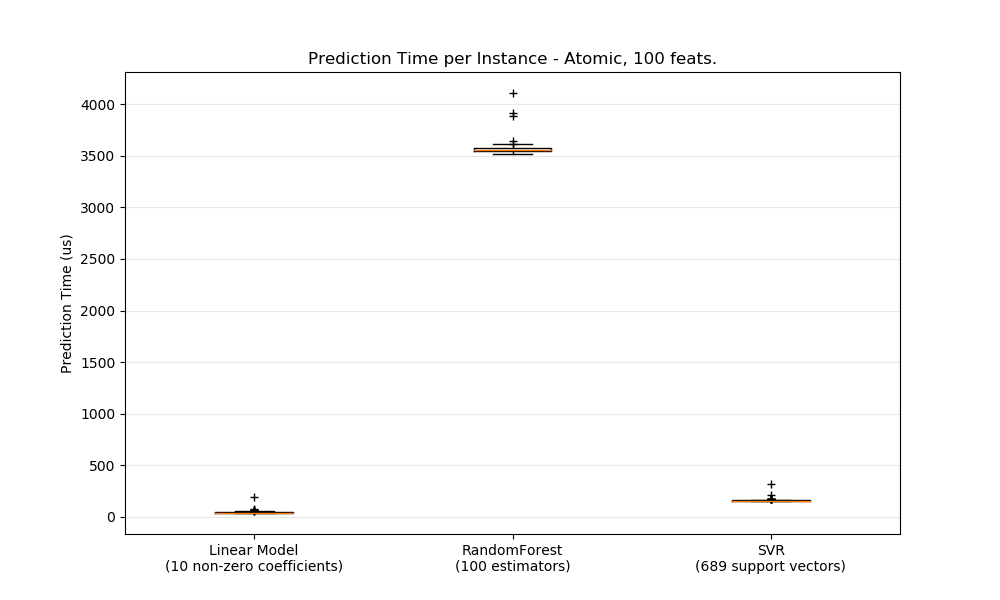 Prediction Time per Instance - Atomic, 100 feats.
Prediction Time (us)
4000
3500
3000
2500
2000
1500
1000
500
0
Linear Model
(10 non-zero coefficients)
RandomForest
(100 estimators)
SVR
(689 support vectors)